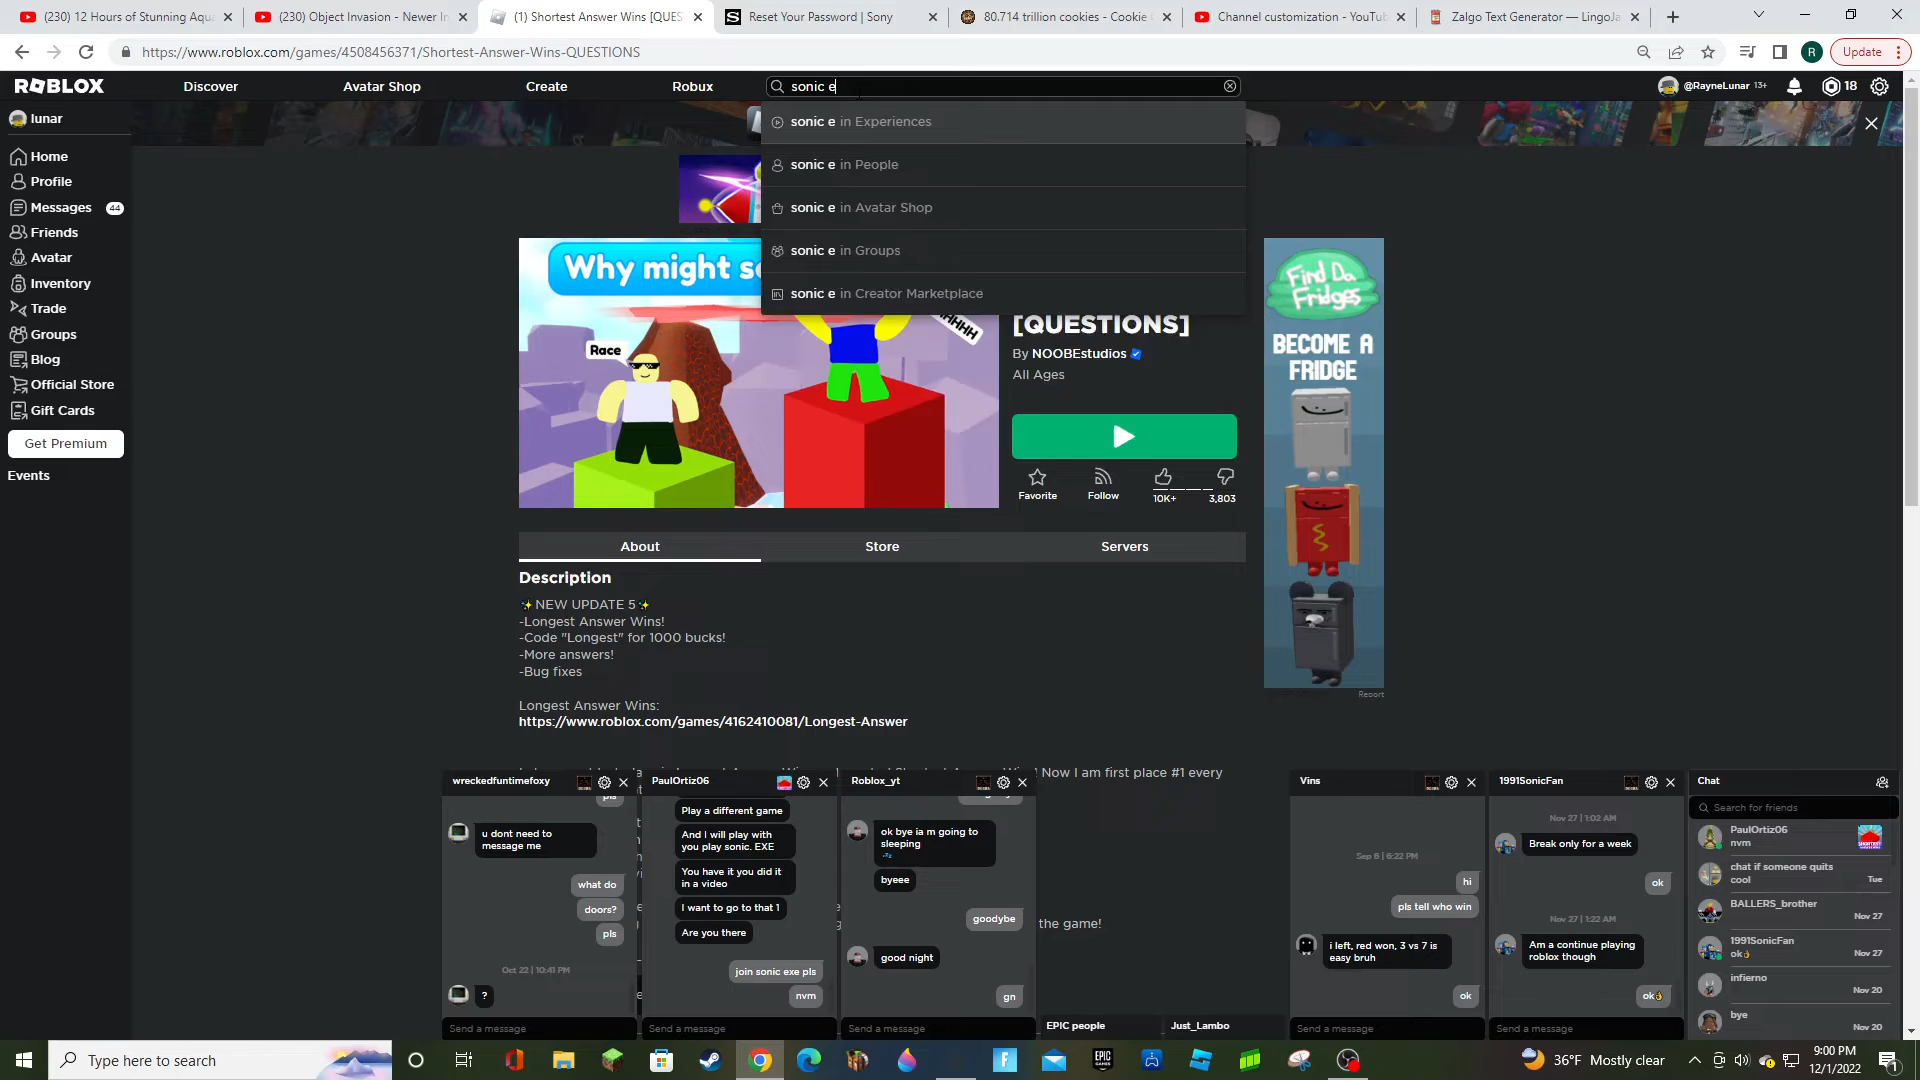 (230) 12 Hours of Stunning Aqua
(230) Object Invasion - Newer In
(1) Shortest Answer Wins [QUES
Reset Your Password | Sony
80.714 trillion cookies - Cookie
Channel customization - YouTub
Zalgo Text Generator — LingoJa
https://www.roblox.com/games/4508456371/Shortest-Answer-Wins-QUESTIONS
R
Update
ROBLOX
Discover
Avatar Shop
Create
Robux
sonic e
@RayneLunar 13+
18
sonic e in Experiences
sonic e in People
sonic e in Avatar Shop
sonic e in Groups
sonic e in Creator Marketplace
lunar
Home
Profile
Messages 44
Friends
Avatar
Inventory
Trade
Groups
Blog
Official Store
Gift Cards
Get Premium
Events
Why might s
Race
[QUESTIONS]
By NOOBEstudios
All Ages
Favorite
Follow
10K+
3,803
Find Da
Fridges
BECOME A
FRIDGE
Report
About
Store
Servers
Description
✨NEW UPDATE 5✨
-Longest Answer Wins!
-Code "Longest" for 1000 bucks!
-More answers!
-Bug fixes
Longest Answer Wins:
https://www.roblox.com/games/4162410081/Longest-Answer
! Now I am first place #1 every
the game!
wreckedfuntimefoxy
pls
u dont need to
message me
what do
doors?
pls
Oct 22 | 10:41 PM
?
Send a message
PaulOrtiz06
Play a different game
And I will play with
you play sonic. EXE
You have it you did it
in a video
I want to go to that 1
Are you there
join sonic exe pls
nvm
Send a message
Roblox_yt
ok bye ia m going to
sleeping
💤
byeee
goodybe
good night
gn
Send a message
EPIC people
Just_Lambo
Vins
Sep 6 | 6:22 PM
hi
pls tell who win
i left, red won, 3 vs 7 is
easy bruh
ok
Send a message
1991SonicFan
Nov 27 | 1:02 AM
Break only for a week
ok
Nov 27 | 1:22 AM
Am a continue playing
roblox though
ok👌
Send a message
Chat
Search for friends
PaulOrtiz06
nvm
chat if someone quits
cool
Tue
BALLERS_brother
Nov 27
1991SonicFan
ok👌
Nov 27
infierno
Nov 20
bye
Nov 20
Type here to search
EPIC
GAMES
36°F Mostly clear
9:00 PM
12/1/2022
1